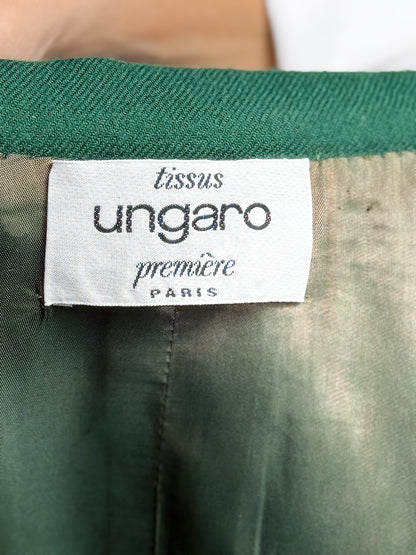 tissus
ungaro
première
PARIS